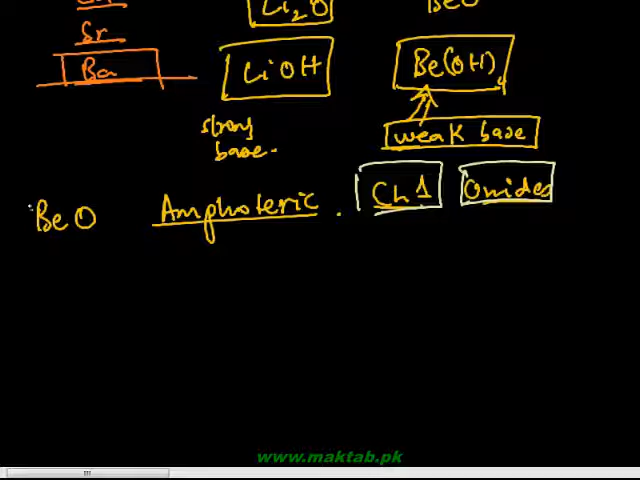 Li₂O BeO
Sr
Ba LiOH Be(OH)₂
strong weak base
base.
Ch 1 Oxides
BeO Amphoteric.
www.maktab.pk